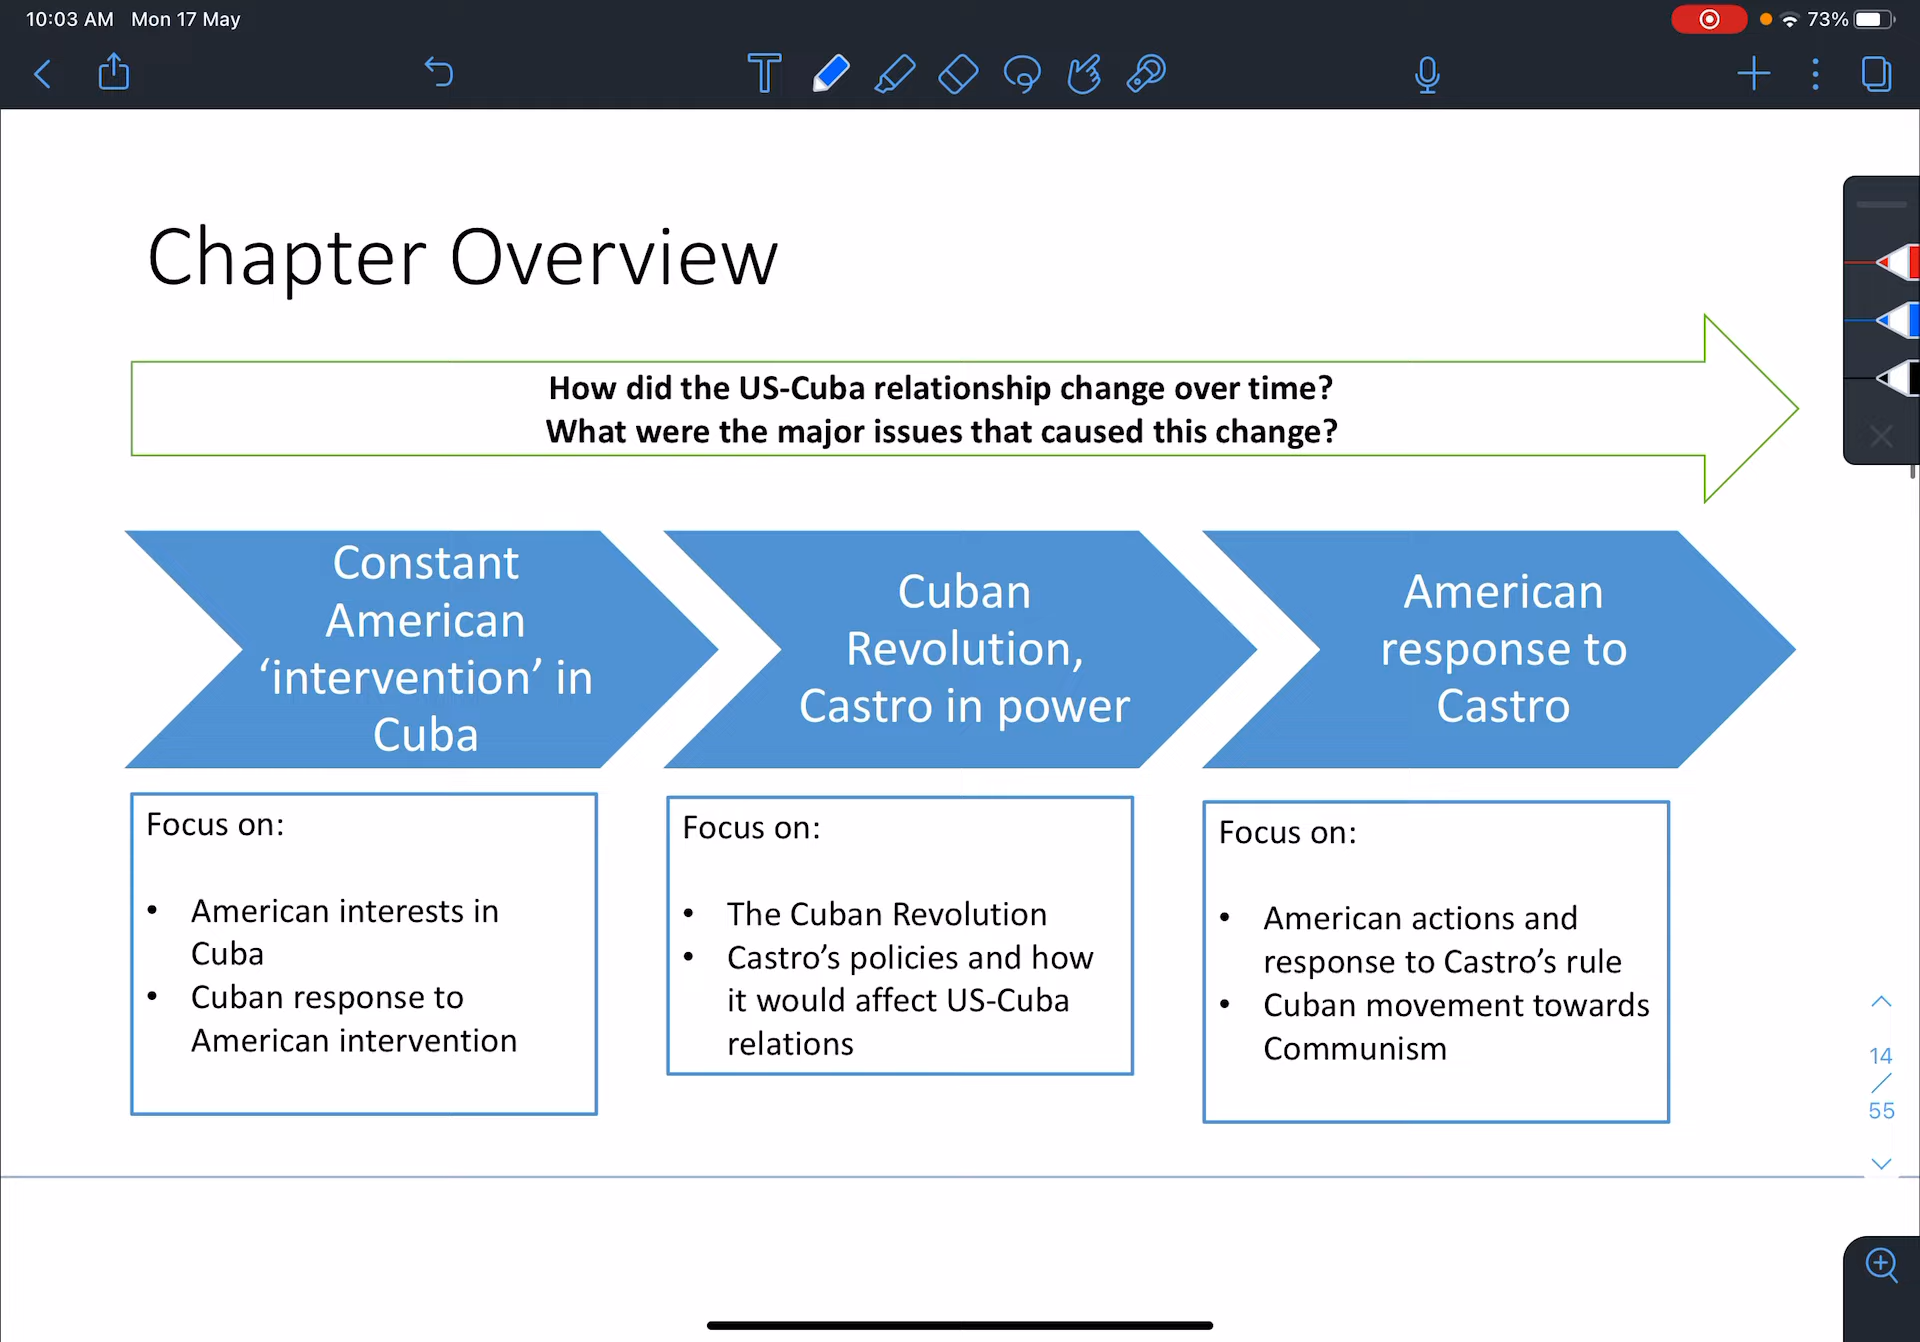 10:03 AM Mon 17 May
73%
Chapter Overview
How did the US-Cuba relationship change over time?
What were the major issues that caused this change?
Constant
American
‘intervention’ in
Cuba
Cuban
Revolution,
Castro in power
American
response to
Castro
Focus on:
• American interests in
Cuba
• Cuban response to
American intervention
Focus on:
• The Cuban Revolution
• Castro’s policies and how
it would affect US-Cuba
relations
Focus on:
• American actions and
response to Castro’s rule
• Cuban movement towards
Communism
14
/
55